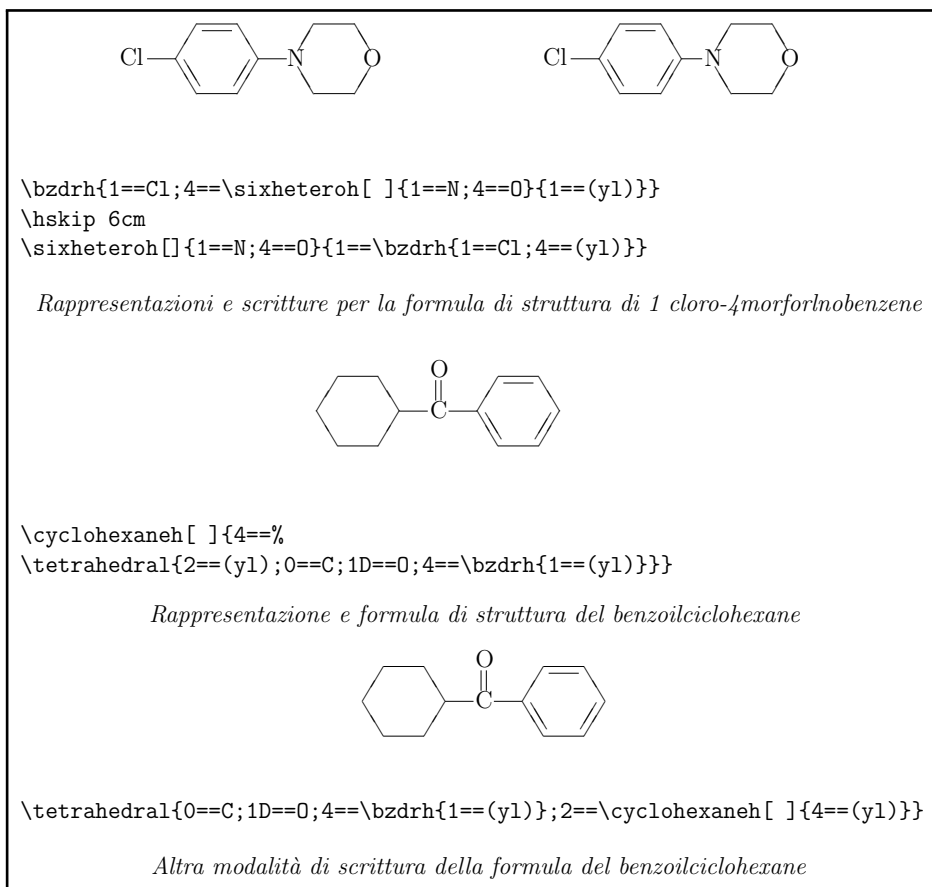 Cl N O Cl N O
\bzdrh{1==Cl;4==\sixheteroh[ ]{1==N;4==O}{1==(yl)}}
\hskip 6cm
\sixheteroh[]{1==N;4==O}{1==\bzdrh{1==Cl;4==(yl)}}
Rappresentazioni e scritture per la formula di struttura di 1 cloro-4morforlnobenzene
O
C
\cyclohexaneh[ ]{4==%
\tetrahedral{2==(yl);0==C;1D==O;4==\bzdrh{1==(yl)}}}
Rappresentazione e formula di struttura del benzoilciclohexane
O
C
\tetrahedral{0==C;1D==O;4==\bzdrh{1==(yl)};2==\cyclohexaneh[ ]{4==(yl)}}
Altra modalità di scrittura della formula del benzoilciclohexane